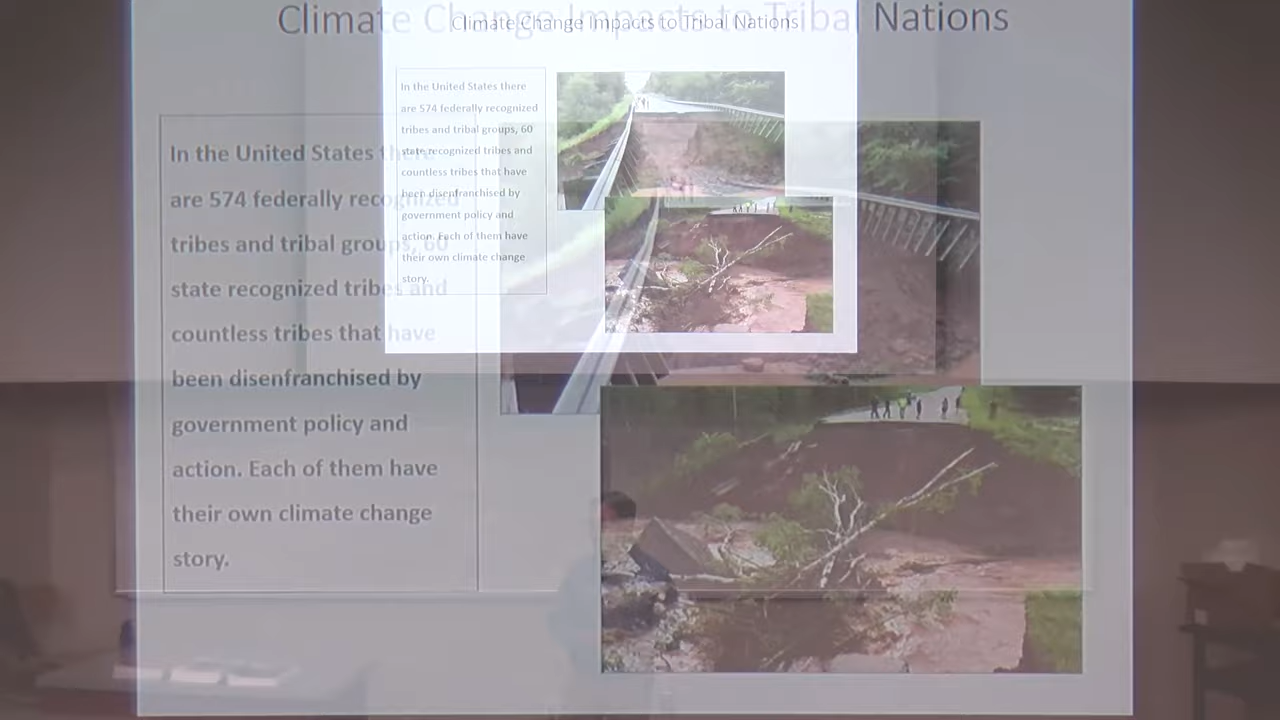 Climate Change Impacts to Tribal Nations
Climate Change Impacts to Tribal Nations
In the United States there
are 574 federally recognized
tribes and tribal groups, 60
state recognized tribes and
countless tribes that have
been disenfranchised by
government policy and
action. Each of them have
their own climate change
story.
In the United States there
are 574 federally recognized
tribes and tribal groups, 60
state recognized tribes and
countless tribes that have
been disenfranchised by
government policy and
action. Each of them have
their own climate change
story.